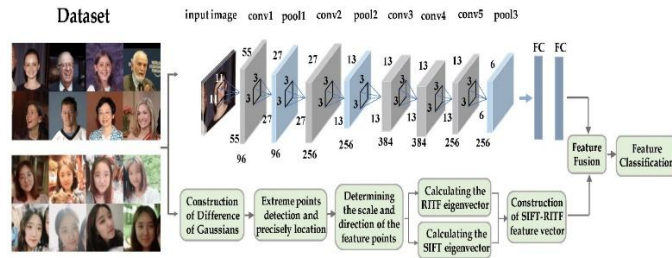 Dataset
input image conv1 pool1 conv2 pool2 conv3 conv4 conv5 pool3
55 27 27 13 13 13 13 6
11 3 3 3 3 3 3 3
11 3 3 3 3 3 3 3
55 27 27 13 13 13 13 6
96 96 256 256 384 384 256 256
FC FC
Feature
Fusion
Feature
Classification
Construction
of Difference
of Gaussians
Extreme points
detection and
precisely location
Determining
the scale and
direction of the
feature points
Calculating the
RITF eigenvector
Calculating the
SIFT eigenvector
Construction
of SIFT-RITF
feature vector